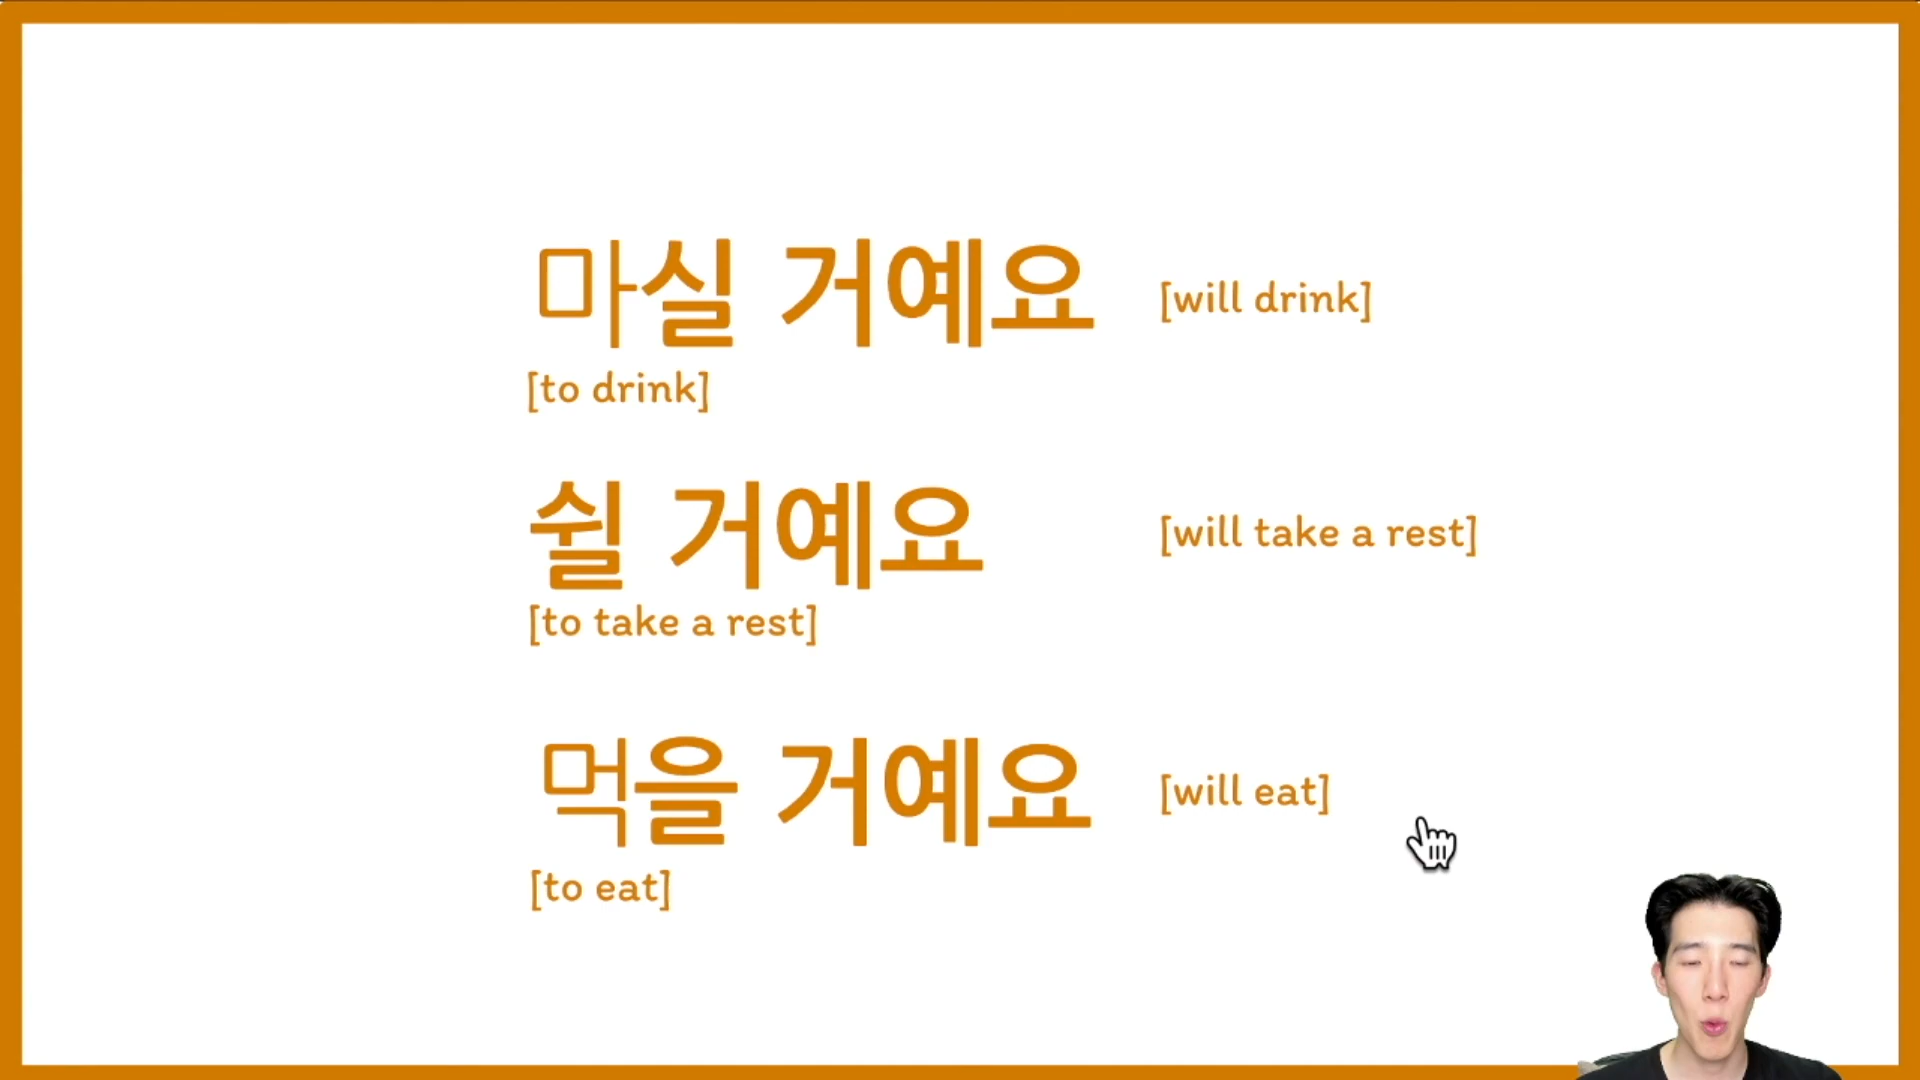 마실 거예요 [will drink]
[to drink]
쉴 거예요 [will take a rest]
[to take a rest]
먹을 거예요 [will eat]
[to eat]